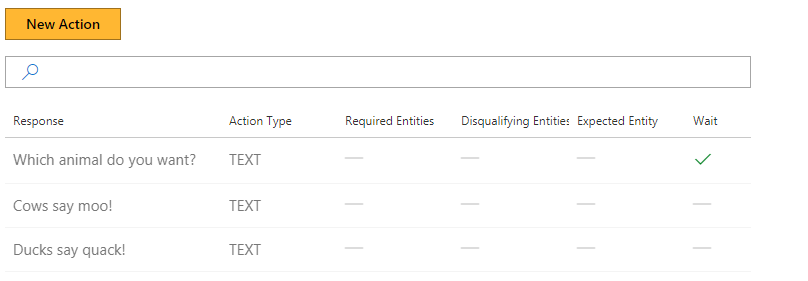 New Action
Response Action Type Required Entities Disqualifying Entities Expected Entity Wait
Which animal do you want? TEXT
Cows say moo! TEXT
Ducks say quack! TEXT